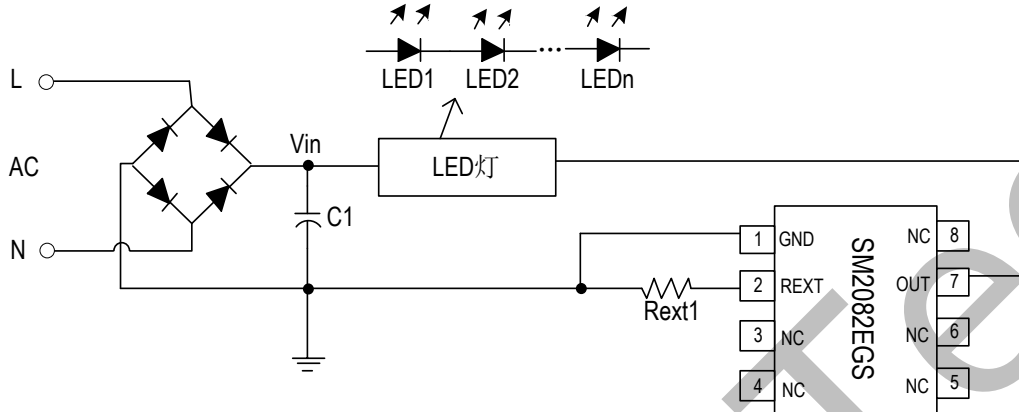 LED1 LED2 ··· LEDn
L
Vin
AC
LED灯
C1
N
1 GND NC 8
2 REXT OUT 7
Rext1
3 NC NC 6
4 NC NC 5
SM2082EGS
Tes